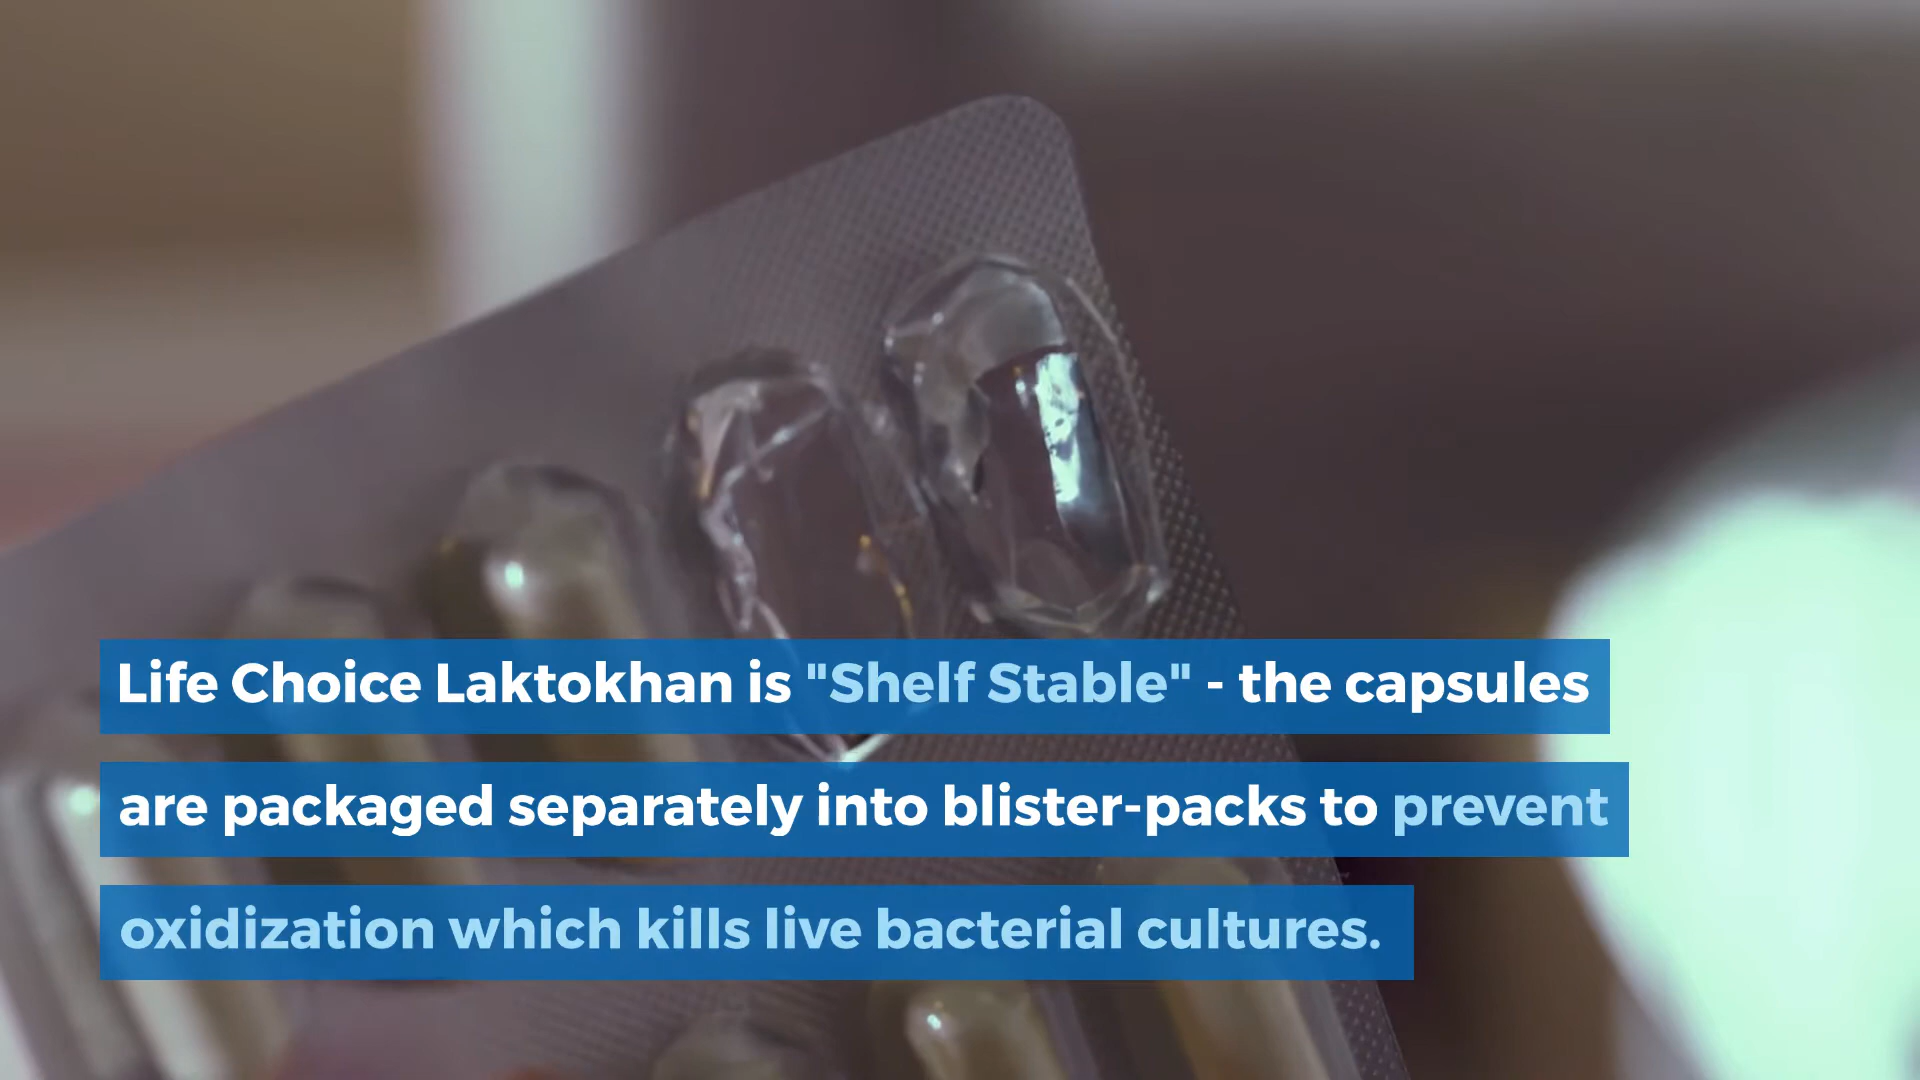 Life Choice Laktokhan is "Shelf Stable" - the capsules
are packaged separately into blister-packs to prevent
oxidization which kills live bacterial cultures.